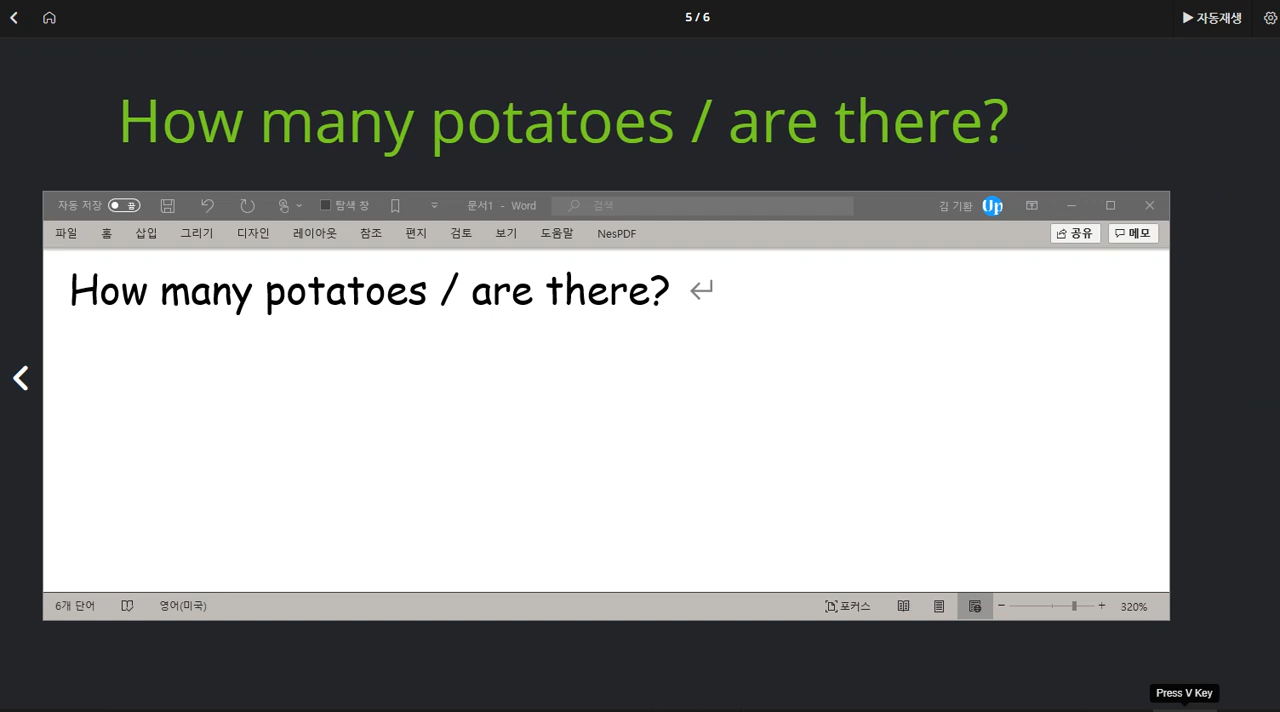 5 / 6
▶ 자동재생
How many potatoes / are there?
자동 저장 끔 탐색 창 문서1 - Word 검색 김 기환 Up
파일 홈 삽입 그리기 디자인 레이아웃 참조 편지 검토 보기 도움말 NesPDF 공유 메모
How many potatoes / are there? ↵
6개 단어 영어(미국) 포커스 − + 320%
Press V Key